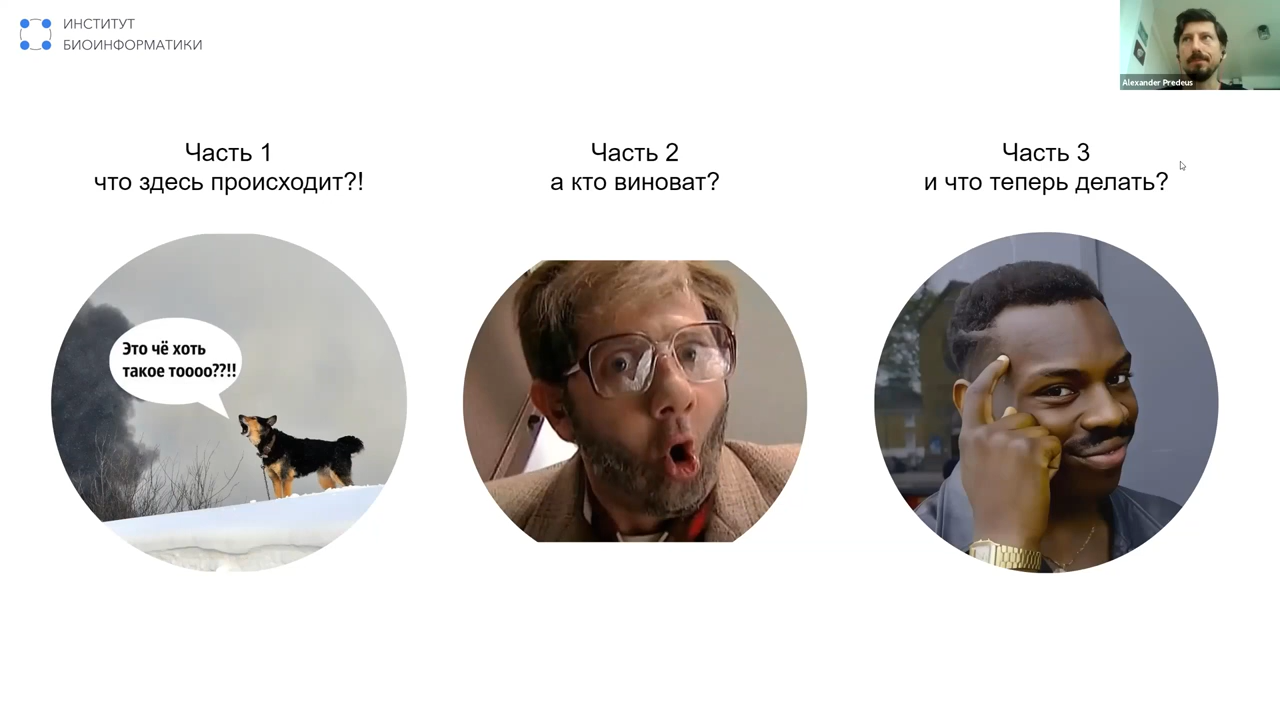 ИНСТИТУТ
БИОИНФОРМАТИКИ
Alexander Predeus
Часть 1
что здесь происходит?!
Часть 2
а кто виноват?
Часть 3
и что теперь делать?
Это чё хоть
такое тоооо??!!